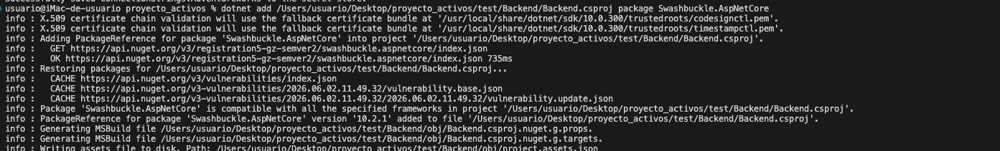 usuario@iMac-de-usuario proyecto_activos % dotnet add /Users/usuario/Desktop/proyecto_activos/test/Backend/Backend.csproj package Swashbuckle.AspNetCore
info : X.509 certificate chain validation will use the fallback certificate bundle at '/usr/local/share/dotnet/sdk/10.0.300/trustedroots/codesignctl.pem'.
info : X.509 certificate chain validation will use the fallback certificate bundle at '/usr/local/share/dotnet/sdk/10.0.300/trustedroots/timestampctl.pem'.
info : Adding PackageReference for package 'Swashbuckle.AspNetCore' into project '/Users/usuario/Desktop/proyecto_activos/test/Backend/Backend.csproj'.
info :   GET https://api.nuget.org/v3/registration5-gz-semver2/swashbuckle.aspnetcore/index.json
info :   OK https://api.nuget.org/v3/registration5-gz-semver2/swashbuckle.aspnetcore/index.json 735ms
info : Restoring packages for /Users/usuario/Desktop/proyecto_activos/test/Backend/Backend.csproj...
info :   CACHE https://api.nuget.org/v3/vulnerabilities/index.json
info :   CACHE https://api.nuget.org/v3-vulnerabilities/2026.06.02.11.49.32/vulnerability.base.json
info :   CACHE https://api.nuget.org/v3-vulnerabilities/2026.06.02.11.49.32/2026.06.02.11.49.32/vulnerability.update.json
info : Package 'Swashbuckle.AspNetCore' is compatible with all the specified frameworks in project '/Users/usuario/Desktop/proyecto_activos/test/Backend/Backend.csproj'.
info : PackageReference for package 'Swashbuckle.AspNetCore' version '10.2.1' added to file '/Users/usuario/Desktop/proyecto_activos/test/Backend/Backend.csproj'.
info : Generating MSBuild file /Users/usuario/Desktop/proyecto_activos/test/Backend/obj/Backend.csproj.nuget.g.props.
info : Generating MSBuild file /Users/usuario/Desktop/proyecto_activos/test/Backend/obj/Backend.csproj.nuget.g.targets.
info : Writing assets file to disk. Path: /Users/usuario/Desktop/proyecto_activos/test/Backend/obj/project.assets.json